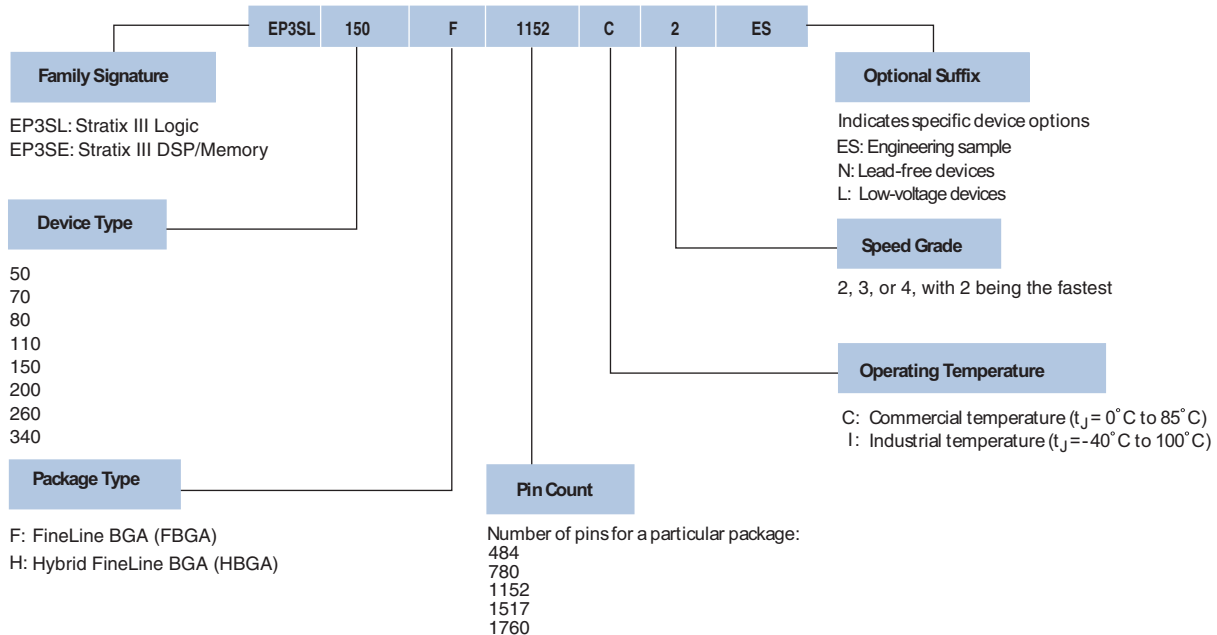 EP3SL 150 F 1152 C 2 ES
Family Signature
EP3SL: Stratix III Logic
EP3SE: Stratix III DSP/Memory
Device Type
50
70
80
110
150
200
260
340
Package Type
F: FineLine BGA (FBGA)
H: Hybrid FineLine BGA (HBGA)
Pin Count
Number of pins for a particular package:
484
780
1152
1517
1760
Optional Suffix
Indicates specific device options
ES: Engineering sample
N: Lead-free devices
L: Low-voltage devices
Speed Grade
2, 3, or 4, with 2 being the fastest
Operating Temperature
C: Commercial temperature (tJ = 0°C to 85°C)
I: Industrial temperature (tJ = -40°C to 100°C)